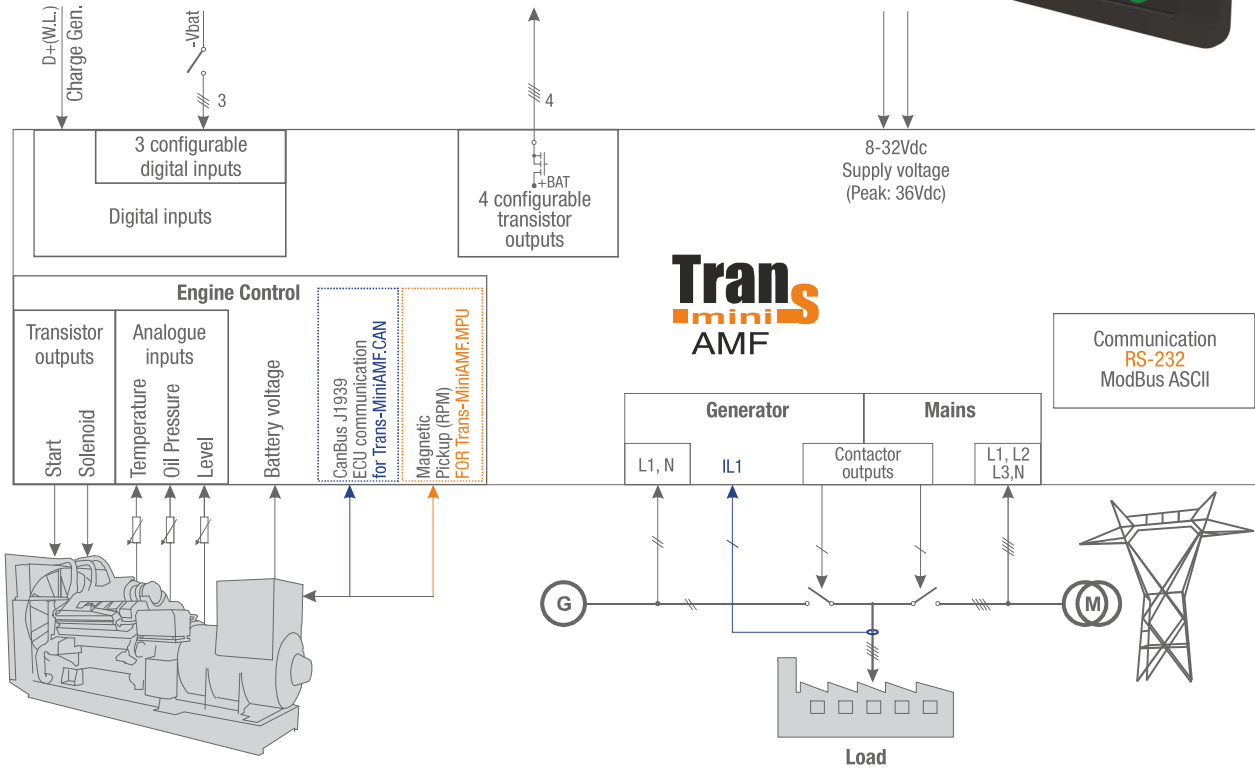 D+(W.L.)
Charge Gen.
-Vbat
3
4
3 configurable
digital inputs
Digital inputs
+BAT
4 configurable
transistor
outputs
8-32Vdc
Supply voltage
(Peak: 36Vdc)
Engine Control
Transistor
outputs
Start
Solenoid
Analogue
inputs
Temperature
Oil Pressure
Level
Battery voltage
CanBus J1939
ECU communication
for Trans-MiniAMF.CAN
Magnetic
Pickup (RPM)
FOR Trans-MiniAMF.MPU
Trans
mini
AMF
Communication
RS-232
ModBus ASCII
Generator
Mains
L1, N
IL1
Contactor
outputs
L1, L2
L3,N
G
M
Load